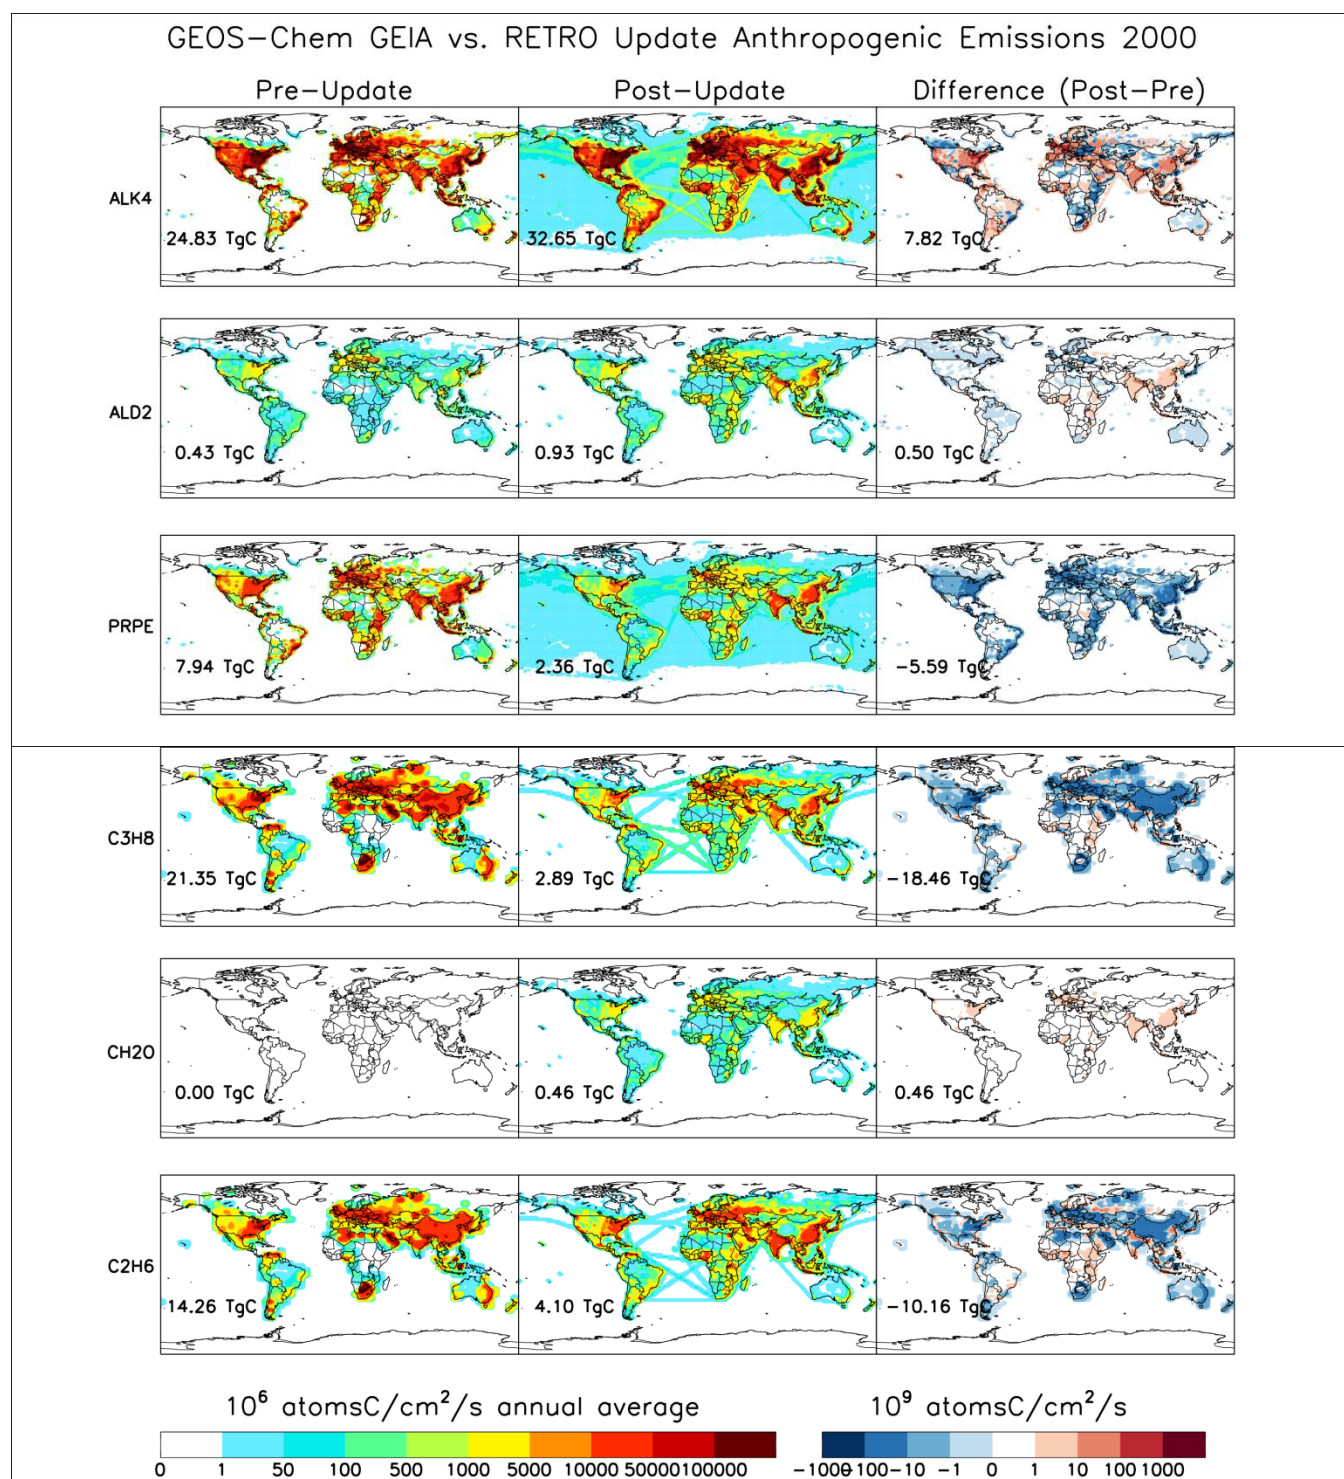 GEOS-Chem GEIA vs. RETRO Update Anthropogenic Emissions 2000
Pre-Update Post-Update Difference (Post-Pre)
ALK4
24.83 TgC 32.65 TgC 7.82 TgC
ALD2
0.43 TgC 0.93 TgC 0.50 TgC
PRPE
7.94 TgC 2.36 TgC -5.59 TgC
C3H8
21.35 TgC 2.89 TgC -18.46 TgC
CH2O
0.00 TgC 0.46 TgC 0.46 TgC
C2H6
14.26 TgC 4.10 TgC -10.16 TgC
10⁶ atomsC/cm²/s annual average 10⁹ atomsC/cm²/s
0 1 50 100 500 1000 5000 10000 50000 100000 -1000 -100 -10 -1 0 1 10 100 1000